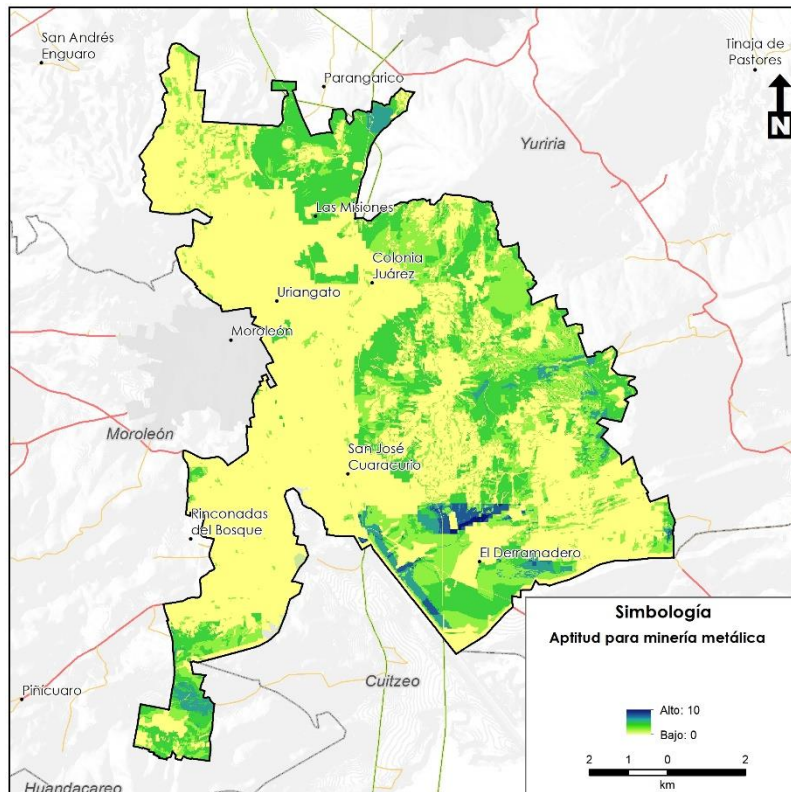 San Andrés
Enguaro
Parangarico
Tinaja de
Pastores
N
Yuriria
Las Misiones
Colonia
Juárez
Uriangato
Moroleón
Moroleón
San José
Cuaracurio
Rinconadas
del Bosque
El Derramadero
Simbología
Aptitud para minería metálica
Cuitzeo
Piñicuaro
Alto: 10
Bajo: 0
2 1 0 2
km
Huandacareo